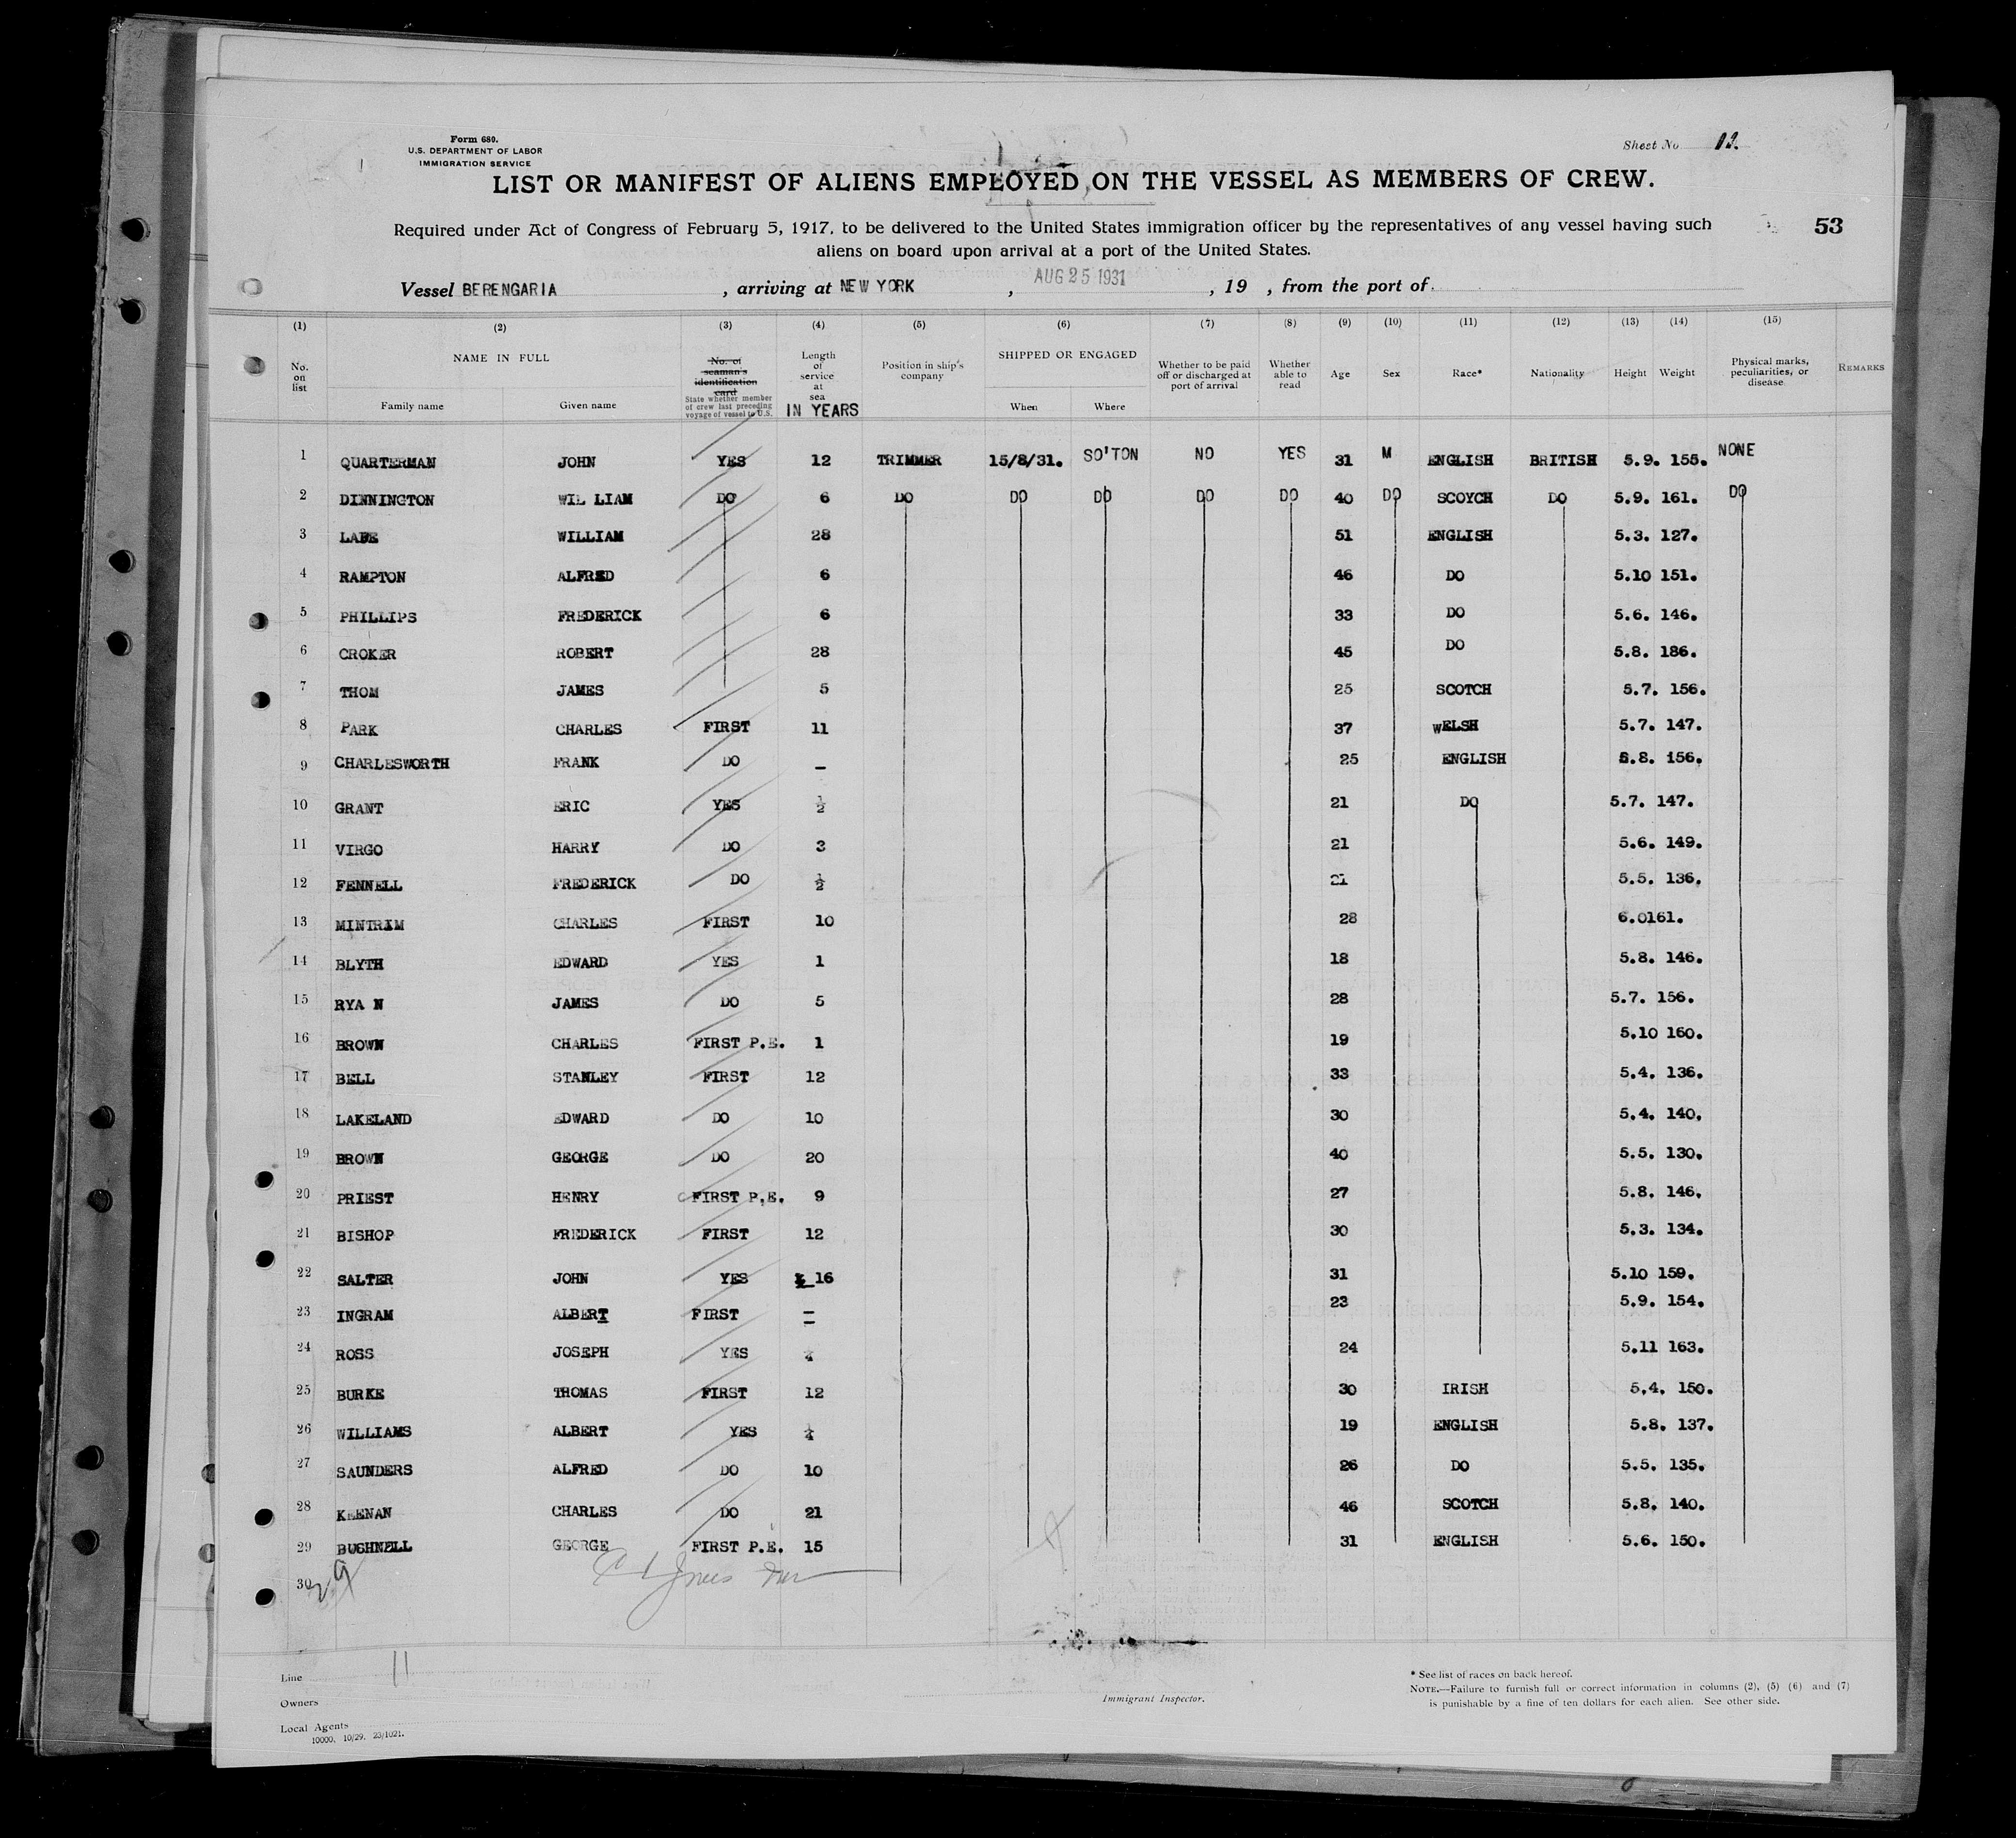 Form 680.
U.S. DEPARTMENT OF LABOR
IMMIGRATION SERVICE
Sheet No 13.
LIST OR MANIFEST OF ALIENS EMPLOYED ON THE VESSEL AS MEMBERS OF CREW.
Required under Act of Congress of February 5, 1917, to be delivered to the United States immigration officer by the representatives of any vessel having such
53
aliens on board upon arrival at a port of the United States.
Vessel BERENGARIA , arriving at NEW YORK , AUG 25 1931 , 19 , from the port of
(1) (2) (3) (4) (5) (6) (7) (8) (9) (10) (11) (12) (13) (14) (15)
No. on list NAME IN FULL Family name Given name No. of seaman's identification card State whether member of crew last preceding voyage of vessel to U.S. Length of service at sea IN YEARS Position in ship's company SHIPPED OR ENGAGED When Where Whether to be paid off or discharged at port of arrival Whether able to read Age Sex Race* Nationality Height Weight Physical marks, peculiarities, or disease REMARKS
1 QUARTERMAN JOHN YES 12 TRIMMER 15/8/31. SO'TON NO YES 31 M ENGLISH BRITISH 5.9. 155. NONE
2 DINNINGTON WIL LIAM DO 6 DO DO DO DO DO 40 DO SCOYCH DO 5.9. 161. DO
3 WILLIAM 28 51 ENGLISH 5.3. 127.
4 RAMPTON ALFRED 6 46 DO 5.10 151.
5 PHILLIPS FREDERICK 6 33 DO 5.6. 146.
6 CROKER ROBERT 28 45 DO 5.8. 186.
7 THOM JAMES 5 25 SCOTCH 5.7. 156.
8 PARK CHARLES FIRST 11 37 WELSH 5.7. 147.
9 CHARLESWORTH FRANK DO — 25 ENGLISH 5.8. 156.
10 GRANT ERIC YES ½ 21 DO 5.7. 147.
11 VIRGO HARRY DO 3 21 5.6. 149.
12 FENNELL FREDERICK DO ½ 21 5.5. 136.
13 MINTRIM CHARLES FIRST 10 28 6.0161.
14 BLYTH EDWARD YES 1 18 5.8. 146.
15 RYA N JAMES DO 5 28 5.7. 156.
16 BROWN CHARLES FIRST P.E. 1 19 5.10 160.
17 BELL STANLEY FIRST 12 33 5.4. 136.
18 LAKELAND EDWARD DO 10 30 5.4. 140.
19 BROWN GEORGE DO 20 40 5.5. 130.
20 PRIEST HENRY FIRST P.E. 9 27 5.8. 146.
21 BISHOP FREDERICK FIRST 12 30 5.3. 134.
22 SALTER JOHN YES 16 31 5.10 159.
23 INGRAM ALBERT FIRST — 23 5.9. 154.
24 ROSS JOSEPH YES 24 5.11 163.
25 BURKE THOMAS FIRST 12 30 IRISH 5.4. 150.
26 WILLIAMS ALBERT YES 19 ENGLISH 5.8. 137.
27 SAUNDERS ALFRED DO 10 26 DO 5.5. 135.
28 KEENAN CHARLES DO 21 46 SCOTCH 5.8. 140.
29 BUSHNELL GEORGE FIRST P.E. 15 31 ENGLISH 5.6. 150.
30 29
Line 11
Owners
Local Agents
10000, 10/29, 23/1021.
Immigrant Inspector.
* See list of races on back hereof.
NOTE.—Failure to furnish full or correct information in columns (2), (5) (6) and (7)
is punishable by a fine of ten dollars for each alien. See other side.